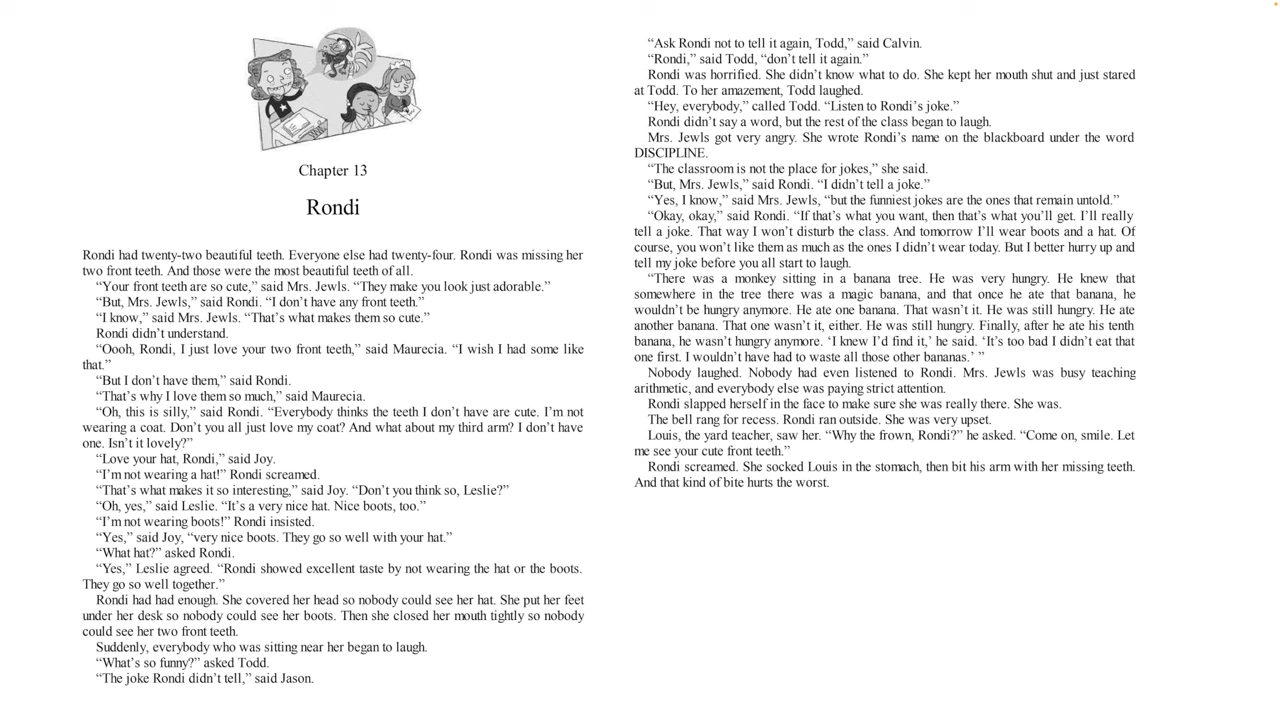 Chapter 13
Rondi
Rondi had twenty-two beautiful teeth. Everyone else had twenty-four. Rondi was missing her
two front teeth. And those were the most beautiful teeth of all.
“Your front teeth are so cute,” said Mrs. Jewls. “They make you look just adorable.”
“But, Mrs. Jewls,” said Rondi. “I don’t have any front teeth.”
“I know,” said Mrs. Jewls. “That’s what makes them so cute.”
Rondi didn’t understand.
“Oooh, Rondi, I just love your two front teeth,” said Maurecia. “I wish I had some like
that.”
“But I don’t have them,” said Rondi.
“That’s why I love them so much,” said Maurecia.
“Oh, this is silly,” said Rondi. “Everybody thinks the teeth I don’t have are cute. I’m not
wearing a coat. Don’t you all just love my coat? And what about my third arm? I don’t have
one. Isn’t it lovely?”
“Love your hat, Rondi,” said Joy.
“I’m not wearing a hat!” Rondi screamed.
“That’s what makes it so interesting,” said Joy. “Don’t you think so, Leslie?”
“Oh, yes,” said Leslie. “It’s a very nice hat. Nice boots, too.”
“I’m not wearing boots!” Rondi insisted.
“Yes,” said Joy, “very nice boots. They go so well with your hat.”
“What hat?” asked Rondi.
“Yes,” Leslie agreed. “Rondi showed excellent taste by not wearing the hat or the boots.
They go so well together.”
Rondi had had enough. She covered her head so nobody could see her hat. She put her feet
under her desk so nobody could see her boots. Then she closed her mouth tightly so nobody
could see her two front teeth.
Suddenly, everybody who was sitting near her began to laugh.
“What’s so funny?” asked Todd.
“The joke Rondi didn’t tell,” said Jason.
“Ask Rondi not to tell it again, Todd,” said Calvin.
“Rondi,” said Todd, “don’t tell it again.”
Rondi was horrified. She didn’t know what to do. She kept her mouth shut and just stared
at Todd. To her amazement, Todd laughed.
“Hey, everybody,” called Todd. “Listen to Rondi’s joke.”
Rondi didn’t say a word, but the rest of the class began to laugh.
Mrs. Jewls got very angry. She wrote Rondi’s name on the blackboard under the word
DISCIPLINE.
“The classroom is not the place for jokes,” she said.
“But, Mrs. Jewls,” said Rondi. “I didn’t tell a joke.”
“Yes, I know,” said Mrs. Jewls, “but the funniest jokes are the ones that remain untold.”
“Okay, okay,” said Rondi. “If that’s what you want, then that’s what you’ll get. I’ll really
tell a joke. That way I won’t disturb the class. And tomorrow I’ll wear boots and a hat. Of
course, you won’t like them as much as the ones I didn’t wear today. But I better hurry up and
tell my joke before you all start to laugh.
“There was a monkey sitting in a banana tree. He was very hungry. He knew that
somewhere in the tree there was a magic banana, and that once he ate that banana, he
wouldn’t be hungry anymore. He ate one banana. That wasn’t it. He was still hungry. He ate
another banana. That one wasn’t it, either. He was still hungry. Finally, after he ate his tenth
banana, he wasn’t hungry anymore. ‘I knew I’d find it,’ he said. ‘It’s too bad I didn’t eat that
one first. I wouldn’t have had to waste all those other bananas.’ ”
Nobody laughed. Nobody had even listened to Rondi. Mrs. Jewls was busy teaching
arithmetic, and everybody else was paying strict attention.
Rondi slapped herself in the face to make sure she was really there. She was.
The bell rang for recess. Rondi ran outside. She was very upset.
Louis, the yard teacher, saw her. “Why the frown, Rondi?” he asked. “Come on, smile. Let
me see your cute front teeth.”
Rondi screamed. She socked Louis in the stomach, then bit his arm with her missing teeth.
And that kind of bite hurts the worst.